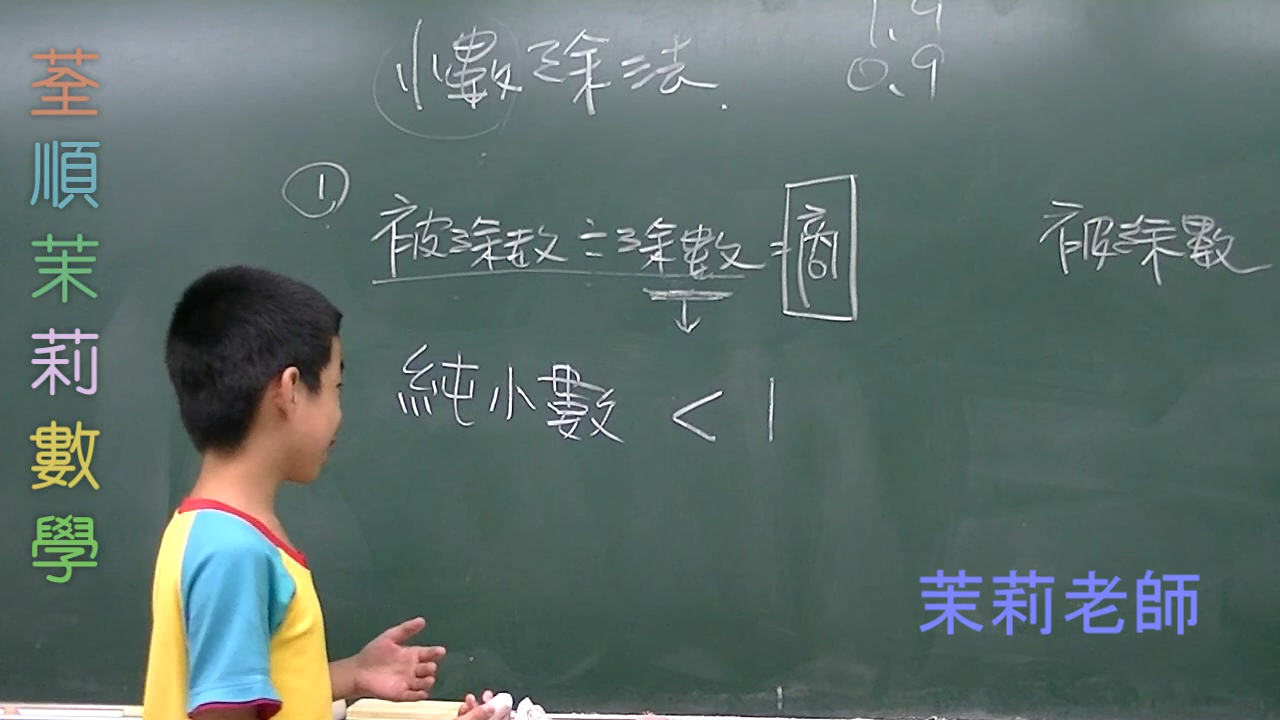 荃順茉莉數學
小數除法.
1.9
0.9
①
被除数÷除數=商
被除數
↓
純小數 < 1
茉莉老師